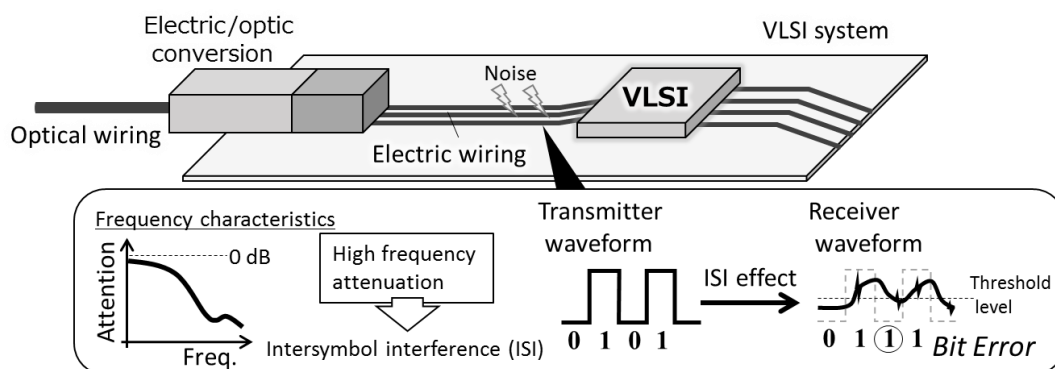 Electric/optic
conversion
VLSI system
Noise
VLSI
Optical wiring
Electric wiring
Frequency characteristics
0 dB
Attention
Freq.
High frequency
attenuation
Intersymbol interference (ISI)
Transmitter
waveform
0 1 0 1
ISI effect
Receiver
waveform
Threshold
level
0 1 1 1
Bit Error